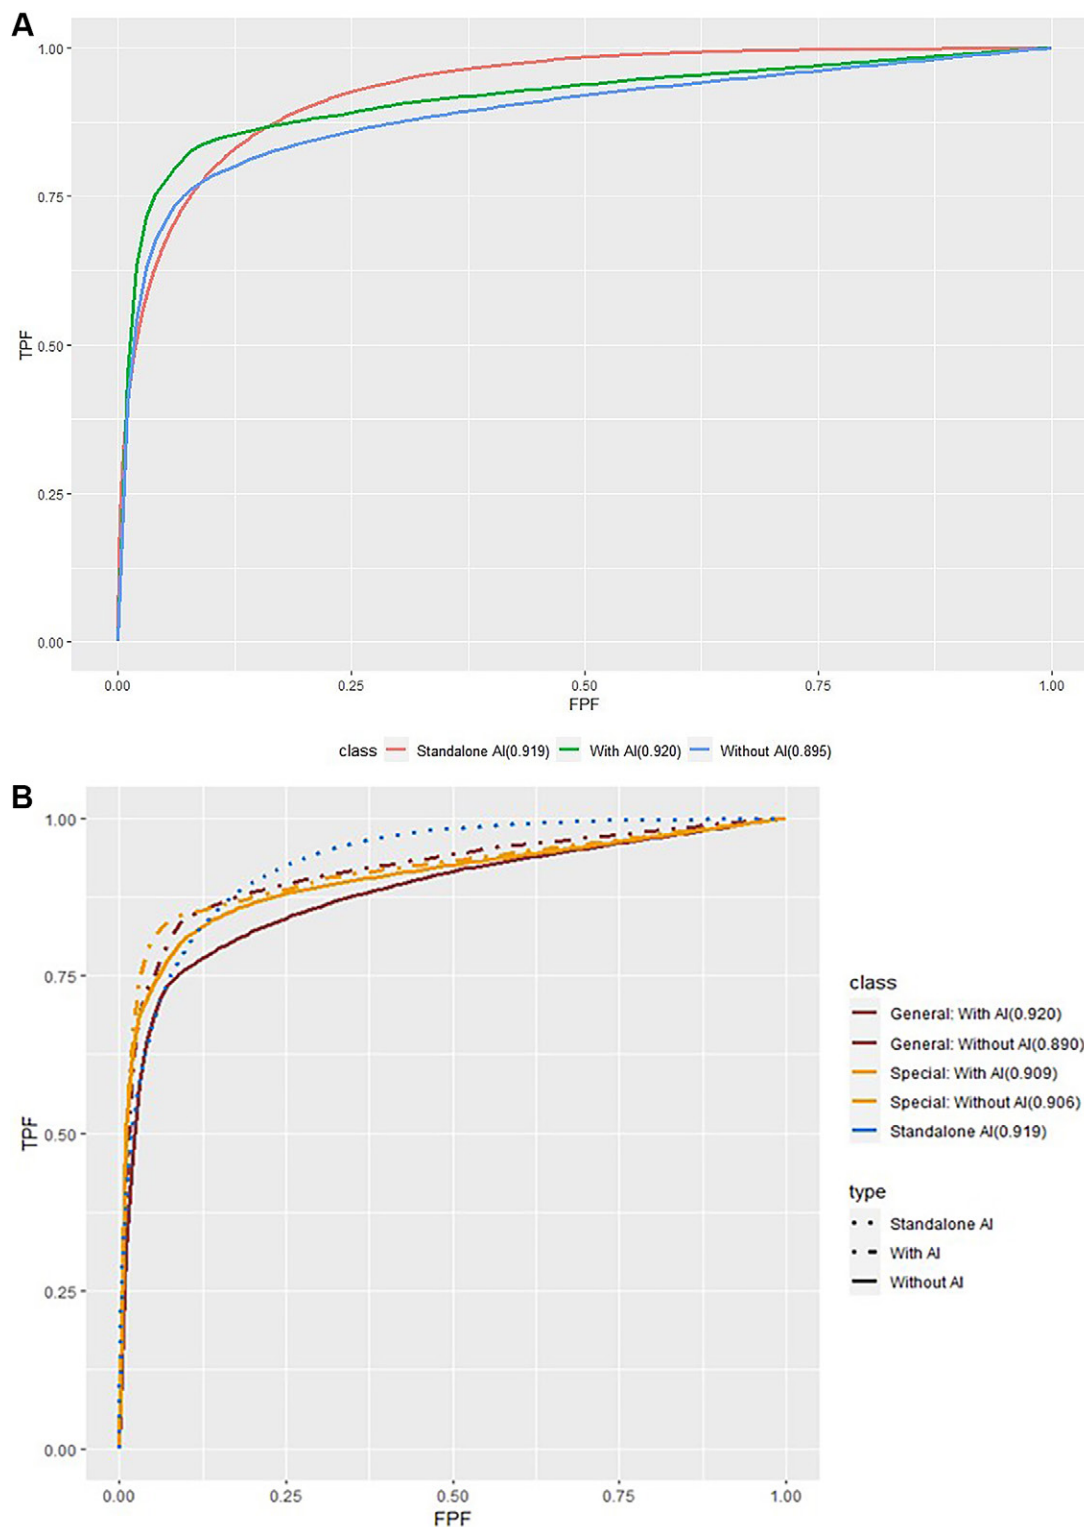 A
1.00
0.75
TPF
0.50
0.25
0.00
0.00 0.25 0.50 0.75 1.00
FPF
class Standalone AI(0.919) With AI(0.920) Without AI(0.895)
B
1.00
0.75
TPF
0.50
0.25
0.00
0.00 0.25 0.50 0.75 1.00
FPF
class
General: With AI(0.920)
General: Without AI(0.890)
Special: With AI(0.909)
Special: Without AI(0.906)
Standalone AI(0.919)
type
Standalone AI
With AI
Without AI